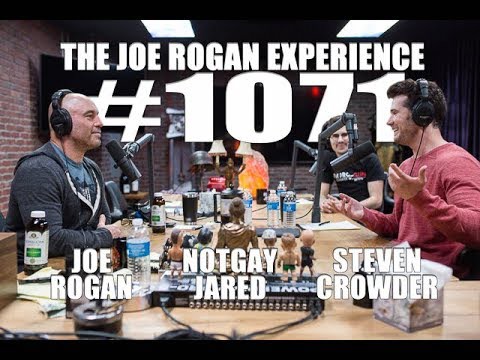 THE JOE ROGAN EXPERIENCE
#1071
JOE
ROGAN
NOTGAY
JARED
STEVEN
CROWDER